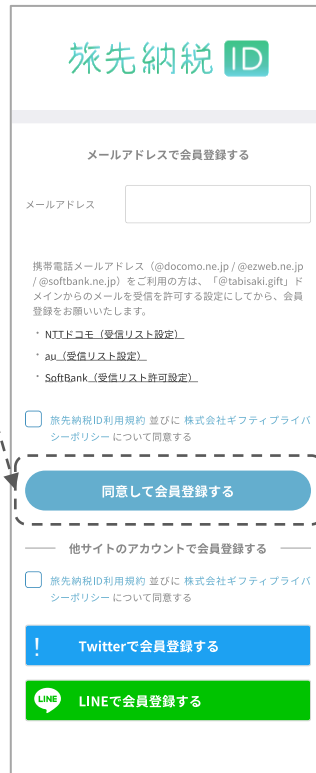 旅先納税 ID
メールアドレスで会員登録する
メールアドレス
携帯電話メールアドレス（@docomo.ne.jp / @ezweb.ne.jp
/ @softbank.ne.jp）をご利用の方は、「@tabisaki.gift」ド
メインからのメールを受信を許可する設定にしてから、会員
登録をお願いいたします。
・NTTドコモ（受信リスト設定）
・au（受信リスト設定）
・SoftBank（受信リスト許可設定）
旅先納税ID利用規約 並びに 株式会社ギフティプライバ
シーポリシー について同意する
同意して会員登録する
他サイトのアカウントで会員登録する
旅先納税ID利用規約 並びに 株式会社ギフティプライバ
シーポリシー について同意する
! Twitterで会員登録する
LINE LINEで会員登録する